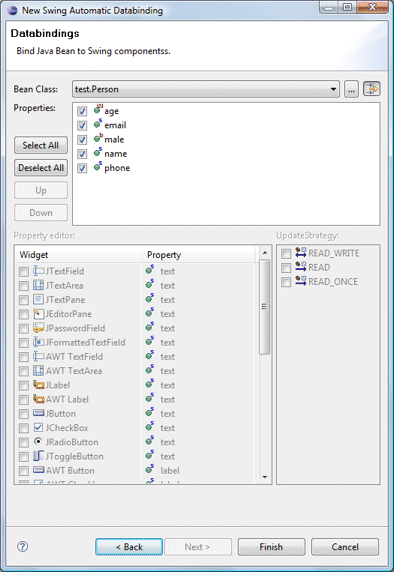 New Swing Automatic Databinding
Databindings
Bind Java Bean to Swing componentss.
Bean Class: test.Person ...
Properties:
age
email
male
name
phone
Select All
Deselect All
Up
Down
Property editor: UpdateStrategy:
Widget Property
JTextField text
JTextArea text
JTextPane text
JEditorPane text
JPasswordField text
JFormattedTextField text
AWT TextField text
AWT TextArea text
JLabel text
AWT Label text
JButton text
JCheckBox text
JRadioButton text
JToggleButton text
AWT Button label
READ_WRITE
READ
READ_ONCE
< Back Next > Finish Cancel